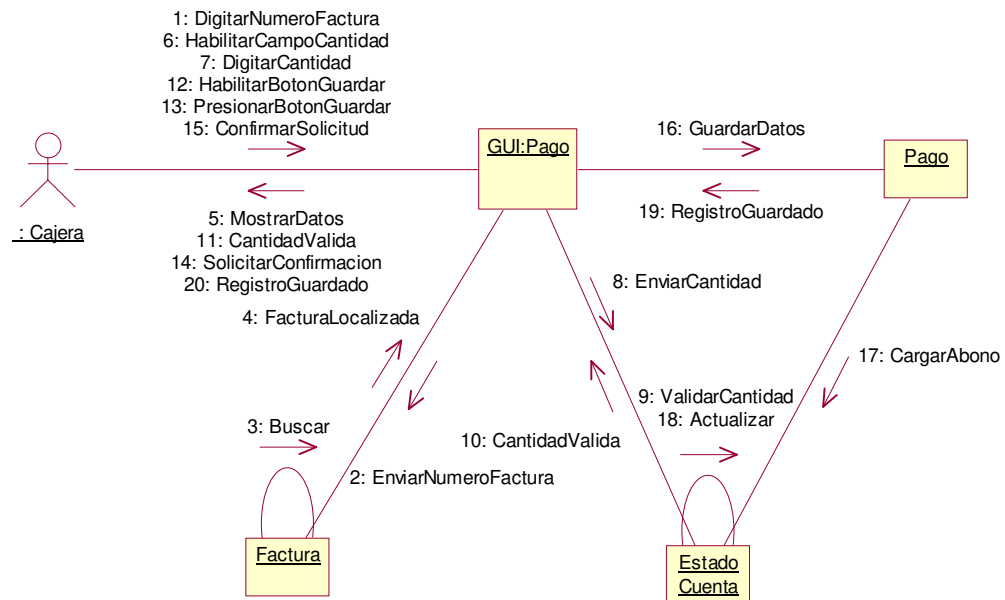 1: DigitarNumeroFactura
6: HabilitarCampoCantidad
7: DigitarCantidad
12: HabilitarBotonGuardar
13: PresionarBotonGuardar
15: ConfirmarSolicitud
GUI:Pago
16: GuardarDatos
Pago
19: RegistroGuardado
_ : Cajera
5: MostrarDatos
11: CantidadValida
14: SolicitarConfirmacion
20: RegistroGuardado
4: FacturaLocalizada
8: EnviarCantidad
17: CargarAbono
3: Buscar
9: ValidarCantidad
18: Actualizar
10: CantidadValida
2: EnviarNumeroFactura
Factura
Estado
Cuenta